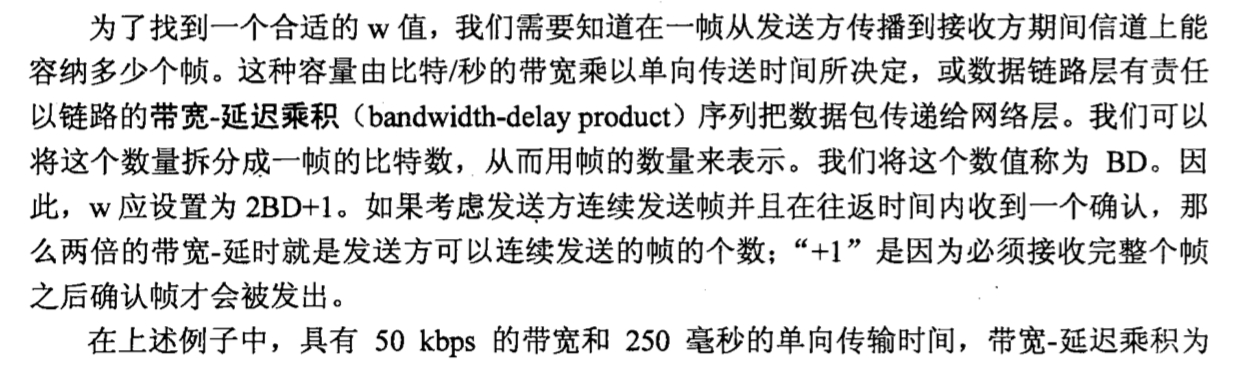 为了找到一个合适的 w 值，我们需要知道在一帧从发送方传播到接收方期间信道上能
容纳多少个帧。这种容量由比特/秒的带宽乘以单向传送时间所决定，或数据链路层有责任
以链路的带宽-延迟乘积（bandwidth-delay product）序列把数据包传递给网络层。我们可以
将这个数量拆分成一帧的比特数，从而用帧的数量来表示。我们将这个数值称为 BD。因
此，w 应设置为 2BD+1。如果考虑发送方连续发送帧并且在往返时间内收到一个确认，那
么两倍的带宽-延时就是发送方可以连续发送的帧的个数；“+1”是因为必须接收完整个帧
之后确认帧才会被发出。
在上述例子中，具有 50 kbps 的带宽和 250 毫秒的单向传输时间，带宽-延迟乘积为